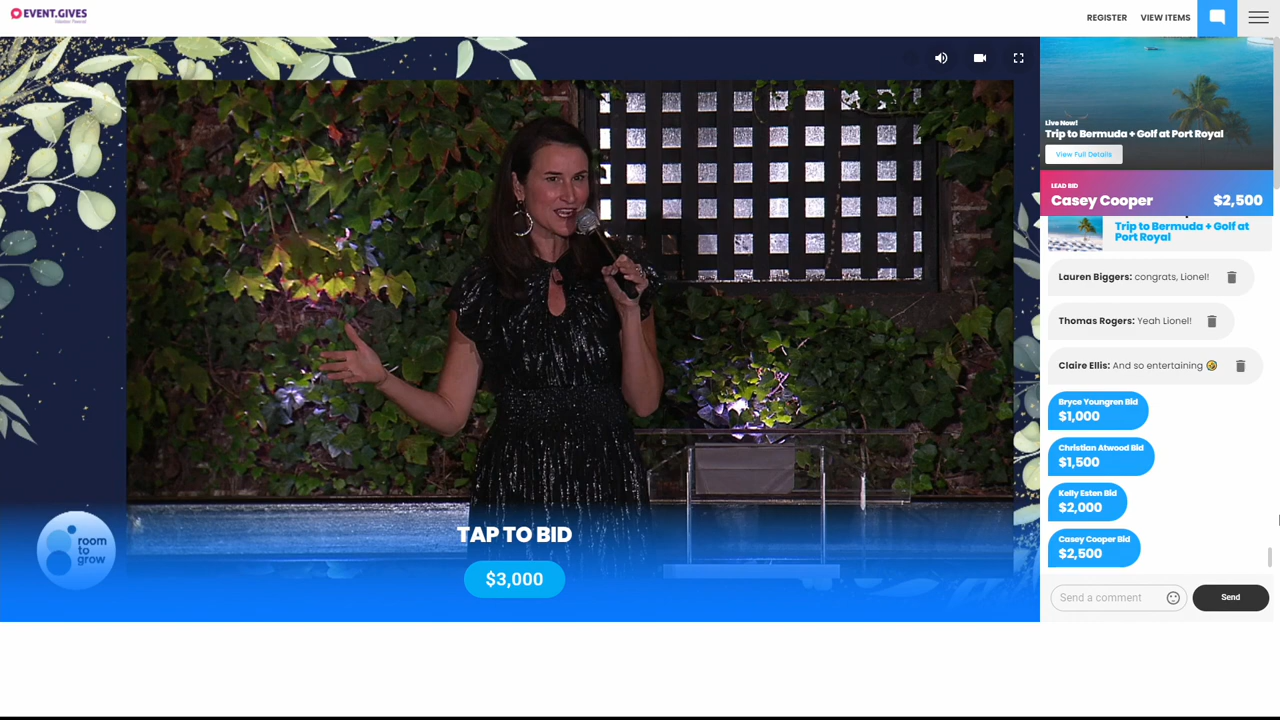 EVENT.GIVES
REGISTER
VIEW ITEMS
Live Now!
Trip to Bermuda + Golf at Port Royal
View Full Details
LEAD BID
Casey Cooper
$2,500
Trip to Bermuda + Golf at
Port Royal
Lauren Biggers: congrats, Lionel!
Thomas Rogers: Yeah Lionel!
Claire Ellis: And so entertaining 🤣
Bryce Youngren Bid
$1,000
Christian Atwood Bid
$1,500
Kelly Esten Bid
$2,000
Casey Cooper Bid
$2,500
room
to
grow
TAP TO BID
$3,000
Send a comment
Send